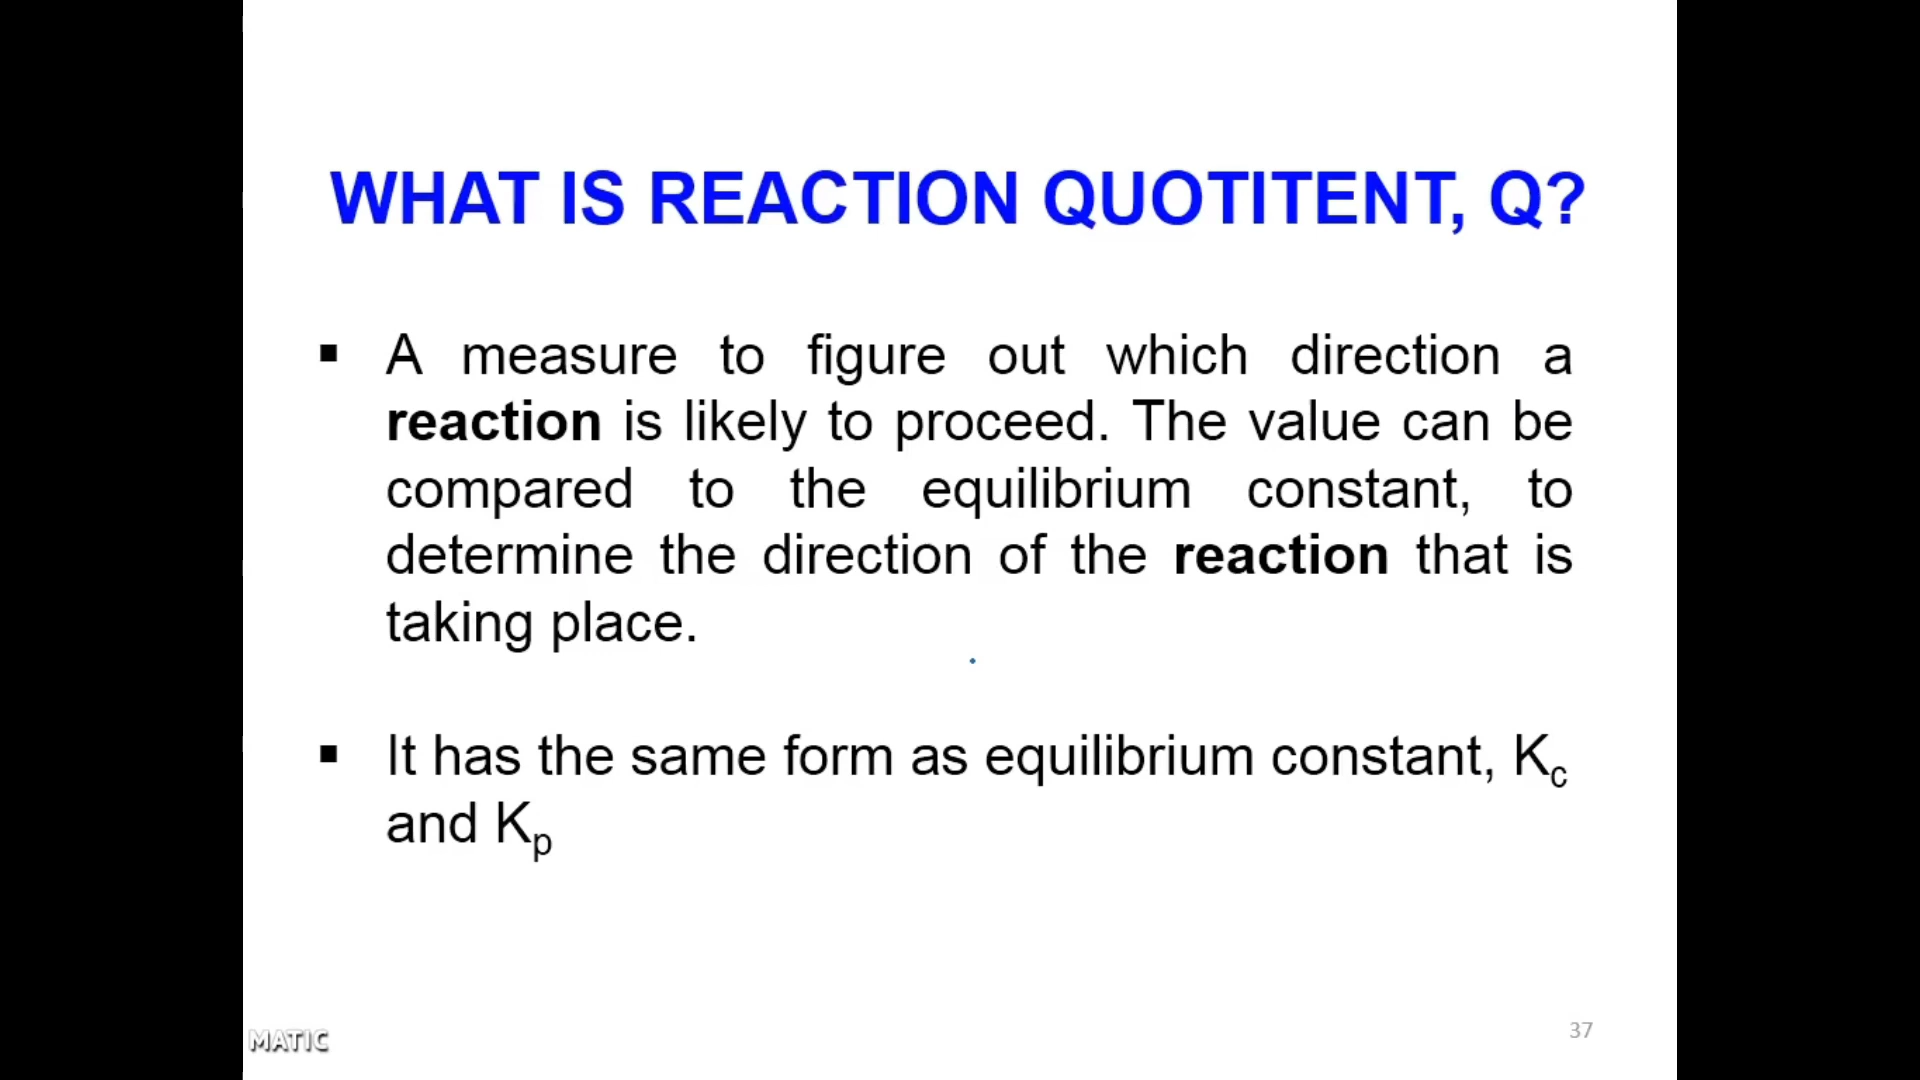 WHAT IS REACTION QUOTITENT, Q?
▪ A measure to figure out which direction a
reaction is likely to proceed. The value can be
compared to the equilibrium constant, to
determine the direction of the reaction that is
taking place.
▪ It has the same form as equilibrium constant, Kc
and Kp
MATIC
37